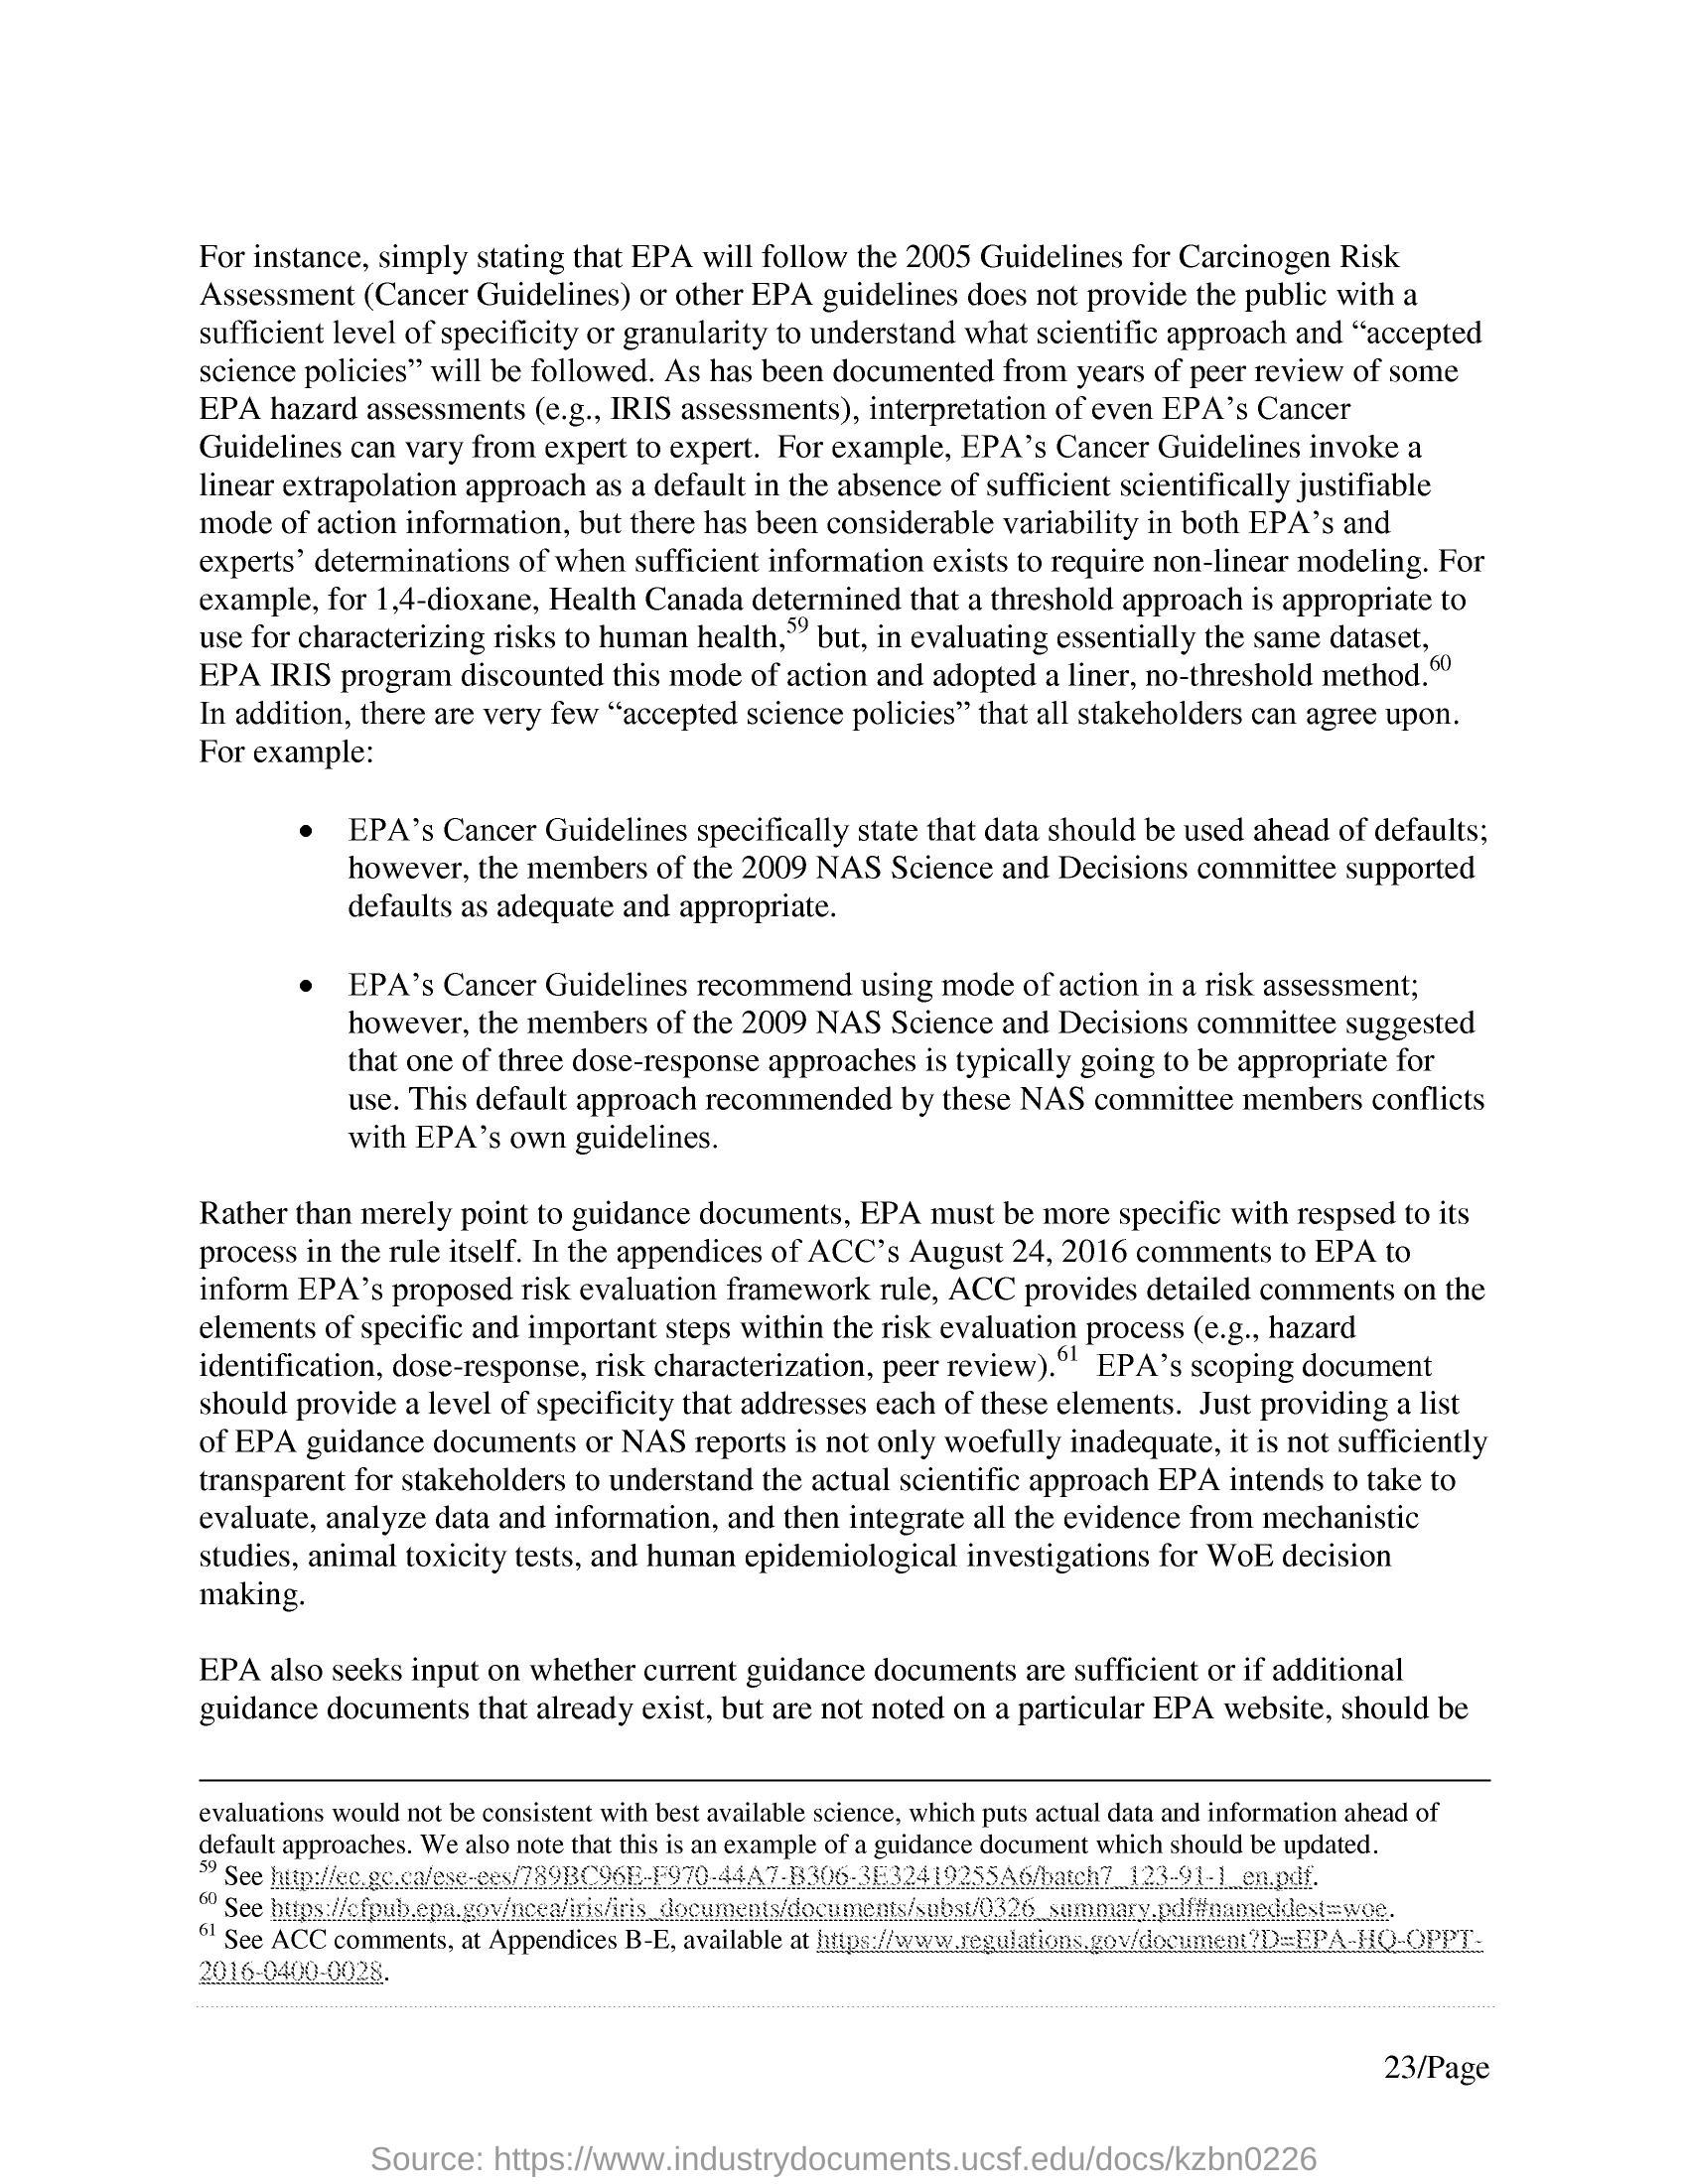 For instance, simply stating that EPA will follow the 2005 Guidelines for Carcinogen Risk
Assessment (Cancer Guidelines) or other EPA guidelines does not provide the public with a
sufficient level of specificity or granularity to understand what scientific approach and “accepted
science policies” will be followed. As has been documented from years of peer review of some
EPA hazard assessments (e.g., IRIS assessments), interpretation of even EPA’s Cancer
Guidelines can vary from expert to expert.  For example, EPA’s Cancer Guidelines invoke a
linear extrapolation approach as a default in the absence of sufficient scientifically justifiable
mode of action information, but there has been considerable variability in both EPA’s and
experts’ determinations of when sufficient information exists to require non-linear modeling. For
example, for 1,4-dioxane, Health Canada determined that a threshold approach is appropriate to
use for characterizing risks to human health,59 but, in evaluating essentially the same dataset,
EPA IRIS program discounted this mode of action and adopted a liner, no-threshold method.60
In addition, there are very few “accepted science policies” that all stakeholders can agree upon.
For example:
• EPA’s Cancer Guidelines specifically state that data should be used ahead of defaults;
however, the members of the 2009 NAS Science and Decisions committee supported
defaults as adequate and appropriate.
• EPA’s Cancer Guidelines recommend using mode of action in a risk assessment;
however, the members of the 2009 NAS Science and Decisions committee suggested
that one of three dose-response approaches is typically going to be appropriate for
use. This default approach recommended by these NAS committee members conflicts
with EPA’s own guidelines.
Rather than merely point to guidance documents, EPA must be more specific with respsed to its
process in the rule itself. In the appendices of ACC’s August 24, 2016 comments to EPA to
inform EPA’s proposed risk evaluation framework rule, ACC provides detailed comments on the
elements of specific and important steps within the risk evaluation process (e.g., hazard
identification, dose-response, risk characterization, peer review).61  EPA’s scoping document
should provide a level of specificity that addresses each of these elements.  Just providing a list
of EPA guidance documents or NAS reports is not only woefully inadequate, it is not sufficiently
transparent for stakeholders to understand the actual scientific approach EPA intends to take to
evaluate, analyze data and information, and then integrate all the evidence from mechanistic
studies, animal toxicity tests, and human epidemiological investigations for WoE decision
making.
EPA also seeks input on whether current guidance documents are sufficient or if additional
guidance documents that already exist, but are not noted on a particular EPA website, should be
evaluations would not be consistent with best available science, which puts actual data and information ahead of
default approaches. We also note that this is an example of a guidance document which should be updated.
59 See http://ec.gc.ca/ese-ees/789BC96E-F970-44A7-B306-3E32419255A6/batch7_123-91-1_en.pdf.
60 See https://cfpub.epa.gov/ncea/iris/iris_documents/documents/subst/0326_summary.pdf#nameddest=woe.
61 See ACC comments, at Appendices B-E, available at https://www.regulations.gov/document?D=EPA-HQ-OPPT-
2016-0400-0028.
23/Page
Source: https://www.industrydocuments.ucsf.edu/docs/kzbn0226